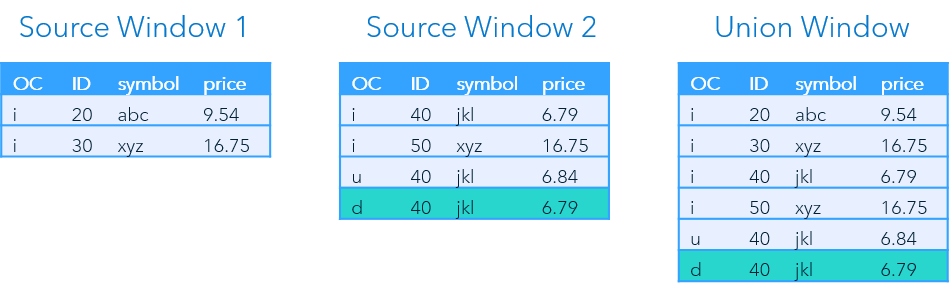 Source Window 1
OC ID symbol price
i 20 abc 9.54
i 30 xyz 16.75
Source Window 2
OC ID symbol price
i 40 jkl 6.79
i 50 xyz 16.75
u 40 jkl 6.84
d 40 jkl 6.79
Union Window
OC ID symbol price
i 20 abc 9.54
i 30 xyz 16.75
i 40 jkl 6.79
i 50 xyz 16.75
u 40 jkl 6.84
d 40 jkl 6.79